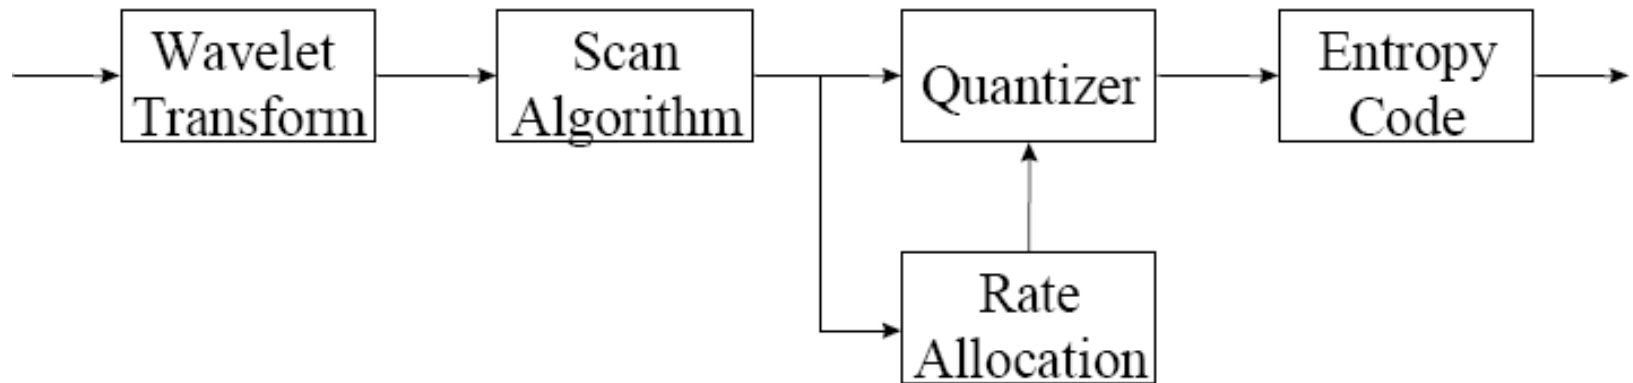 Wavelet
Transform
Scan
Algorithm
Quantizer
Entropy
Code
Rate
Allocation